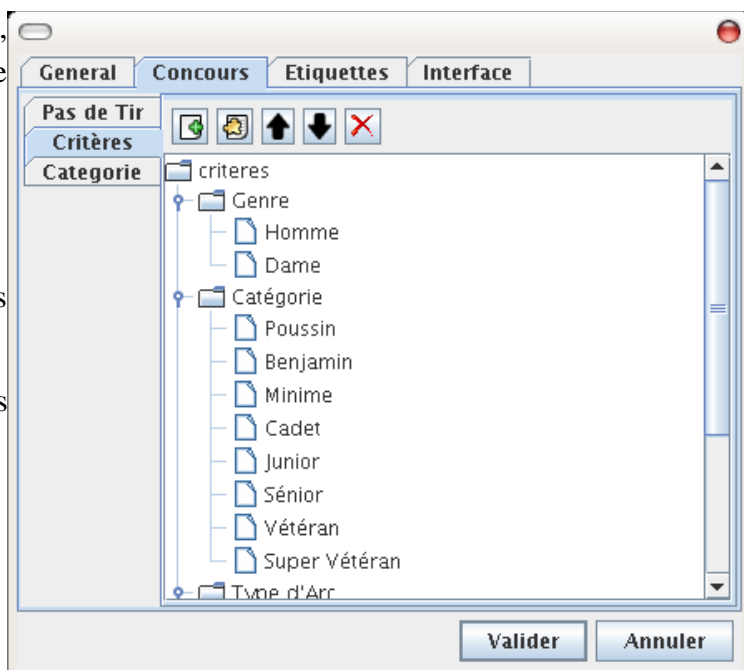 ,
e
General Concours Etiquettes Interface
Pas de Tir
Critères
Categorie
criteres
Genre
Homme
Dame
Catégorie
s
Poussin
Benjamin
Minime
s
Cadet
Junior
Sénior
Vétéran
Super Vétéran
Type d'Arc
Valider Annuler